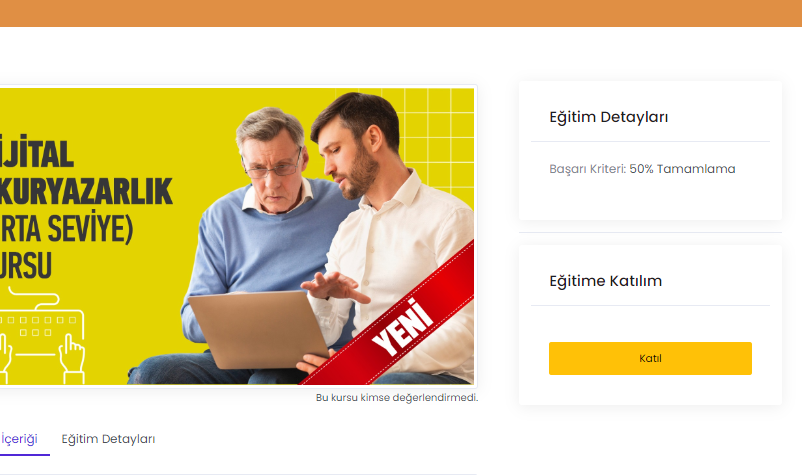 İJİTAL
KURYAZARLIK
RTA SEVİYE)
URSU
YENİ
Bu kursu kimse değerlendirmedi.
İçeriği
Eğitim Detayları
Eğitim Detayları
Başarı Kriteri: 50% Tamamlama
Eğitime Katılım
Katıl